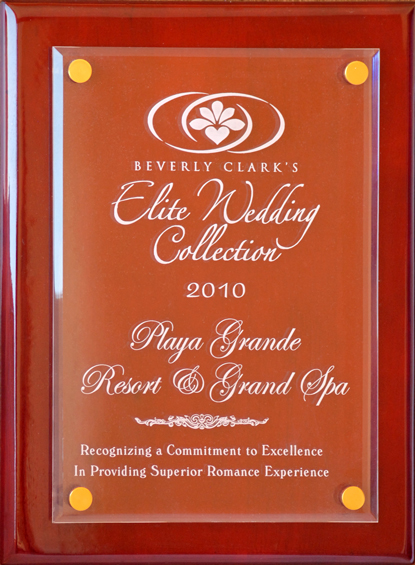 BEVERLY CLARK'S
Elite Wedding
Collection
2010
Playa Grande
Resort & Grand Spa
Recognizing a Commitment to Excellence
In Providing Superior Romance Experience